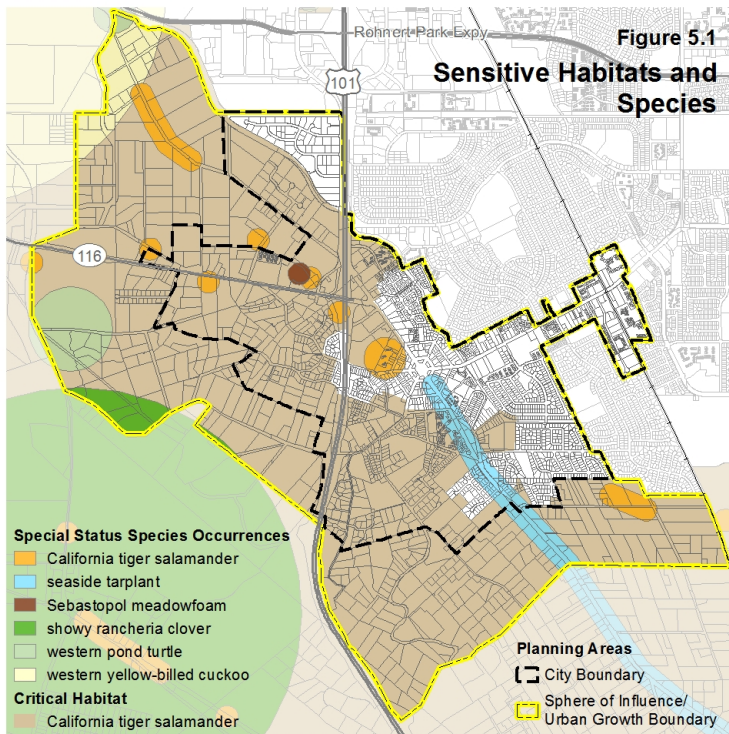 Rohnert Park Expy
Figure 5.1
Sensitive Habitats and
Species
101
116
Special Status Species Occurrences
California tiger salamander
seaside tarplant
Sebastopol meadowfoam
showy rancheria clover
western pond turtle
western yellow-billed cuckoo
Critical Habitat
California tiger salamander
Planning Areas
City Boundary
Sphere of Influence/
Urban Growth Boundary